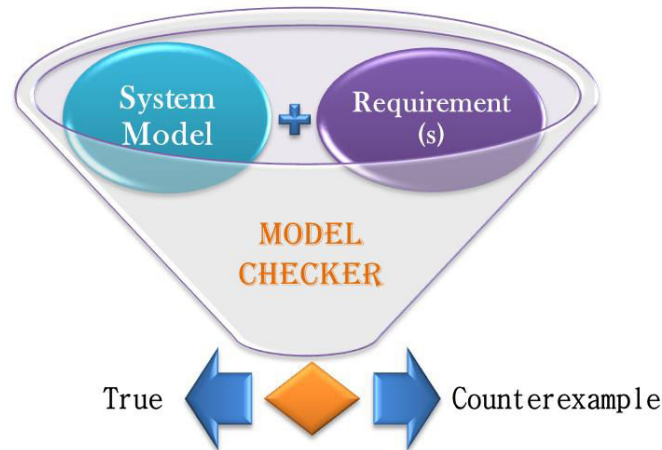 System
Model
+
Requirement
(s)
MODEL
CHECKER
True
Counterexample